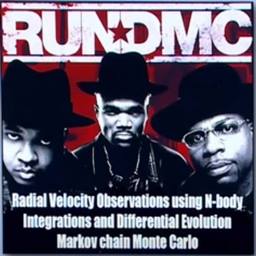 RUN★DMC
Radial Velocity Observations using N-body
Integrations and Differential Evolution
Markov chain Monte Carlo